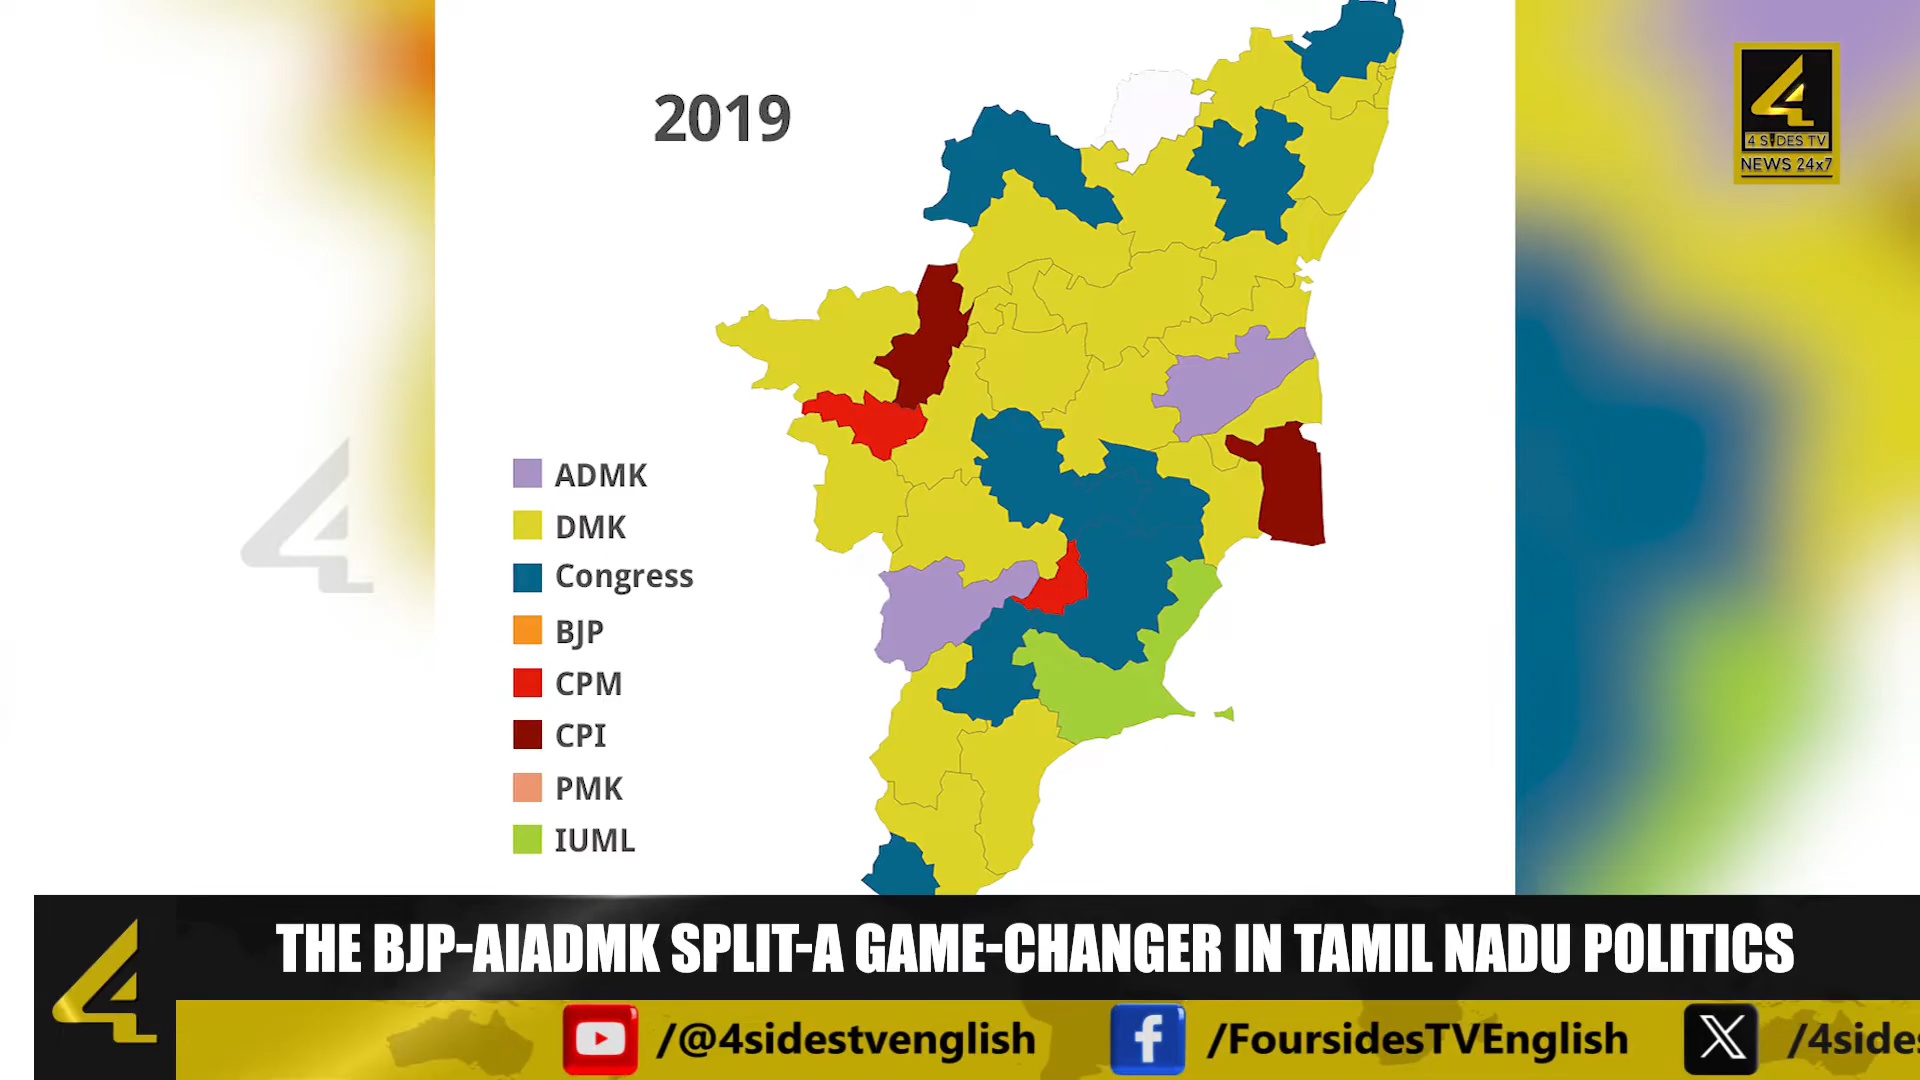 2019
4 SIDES TV
NEWS 24x7
ADMK
DMK
Congress
BJP
CPM
CPI
PMK
IUML
THE BJP-AIADMK SPLIT-A GAME-CHANGER IN TAMIL NADU POLITICS
/@4sidestvenglish
/FoursidesTVEnglish
/4sides